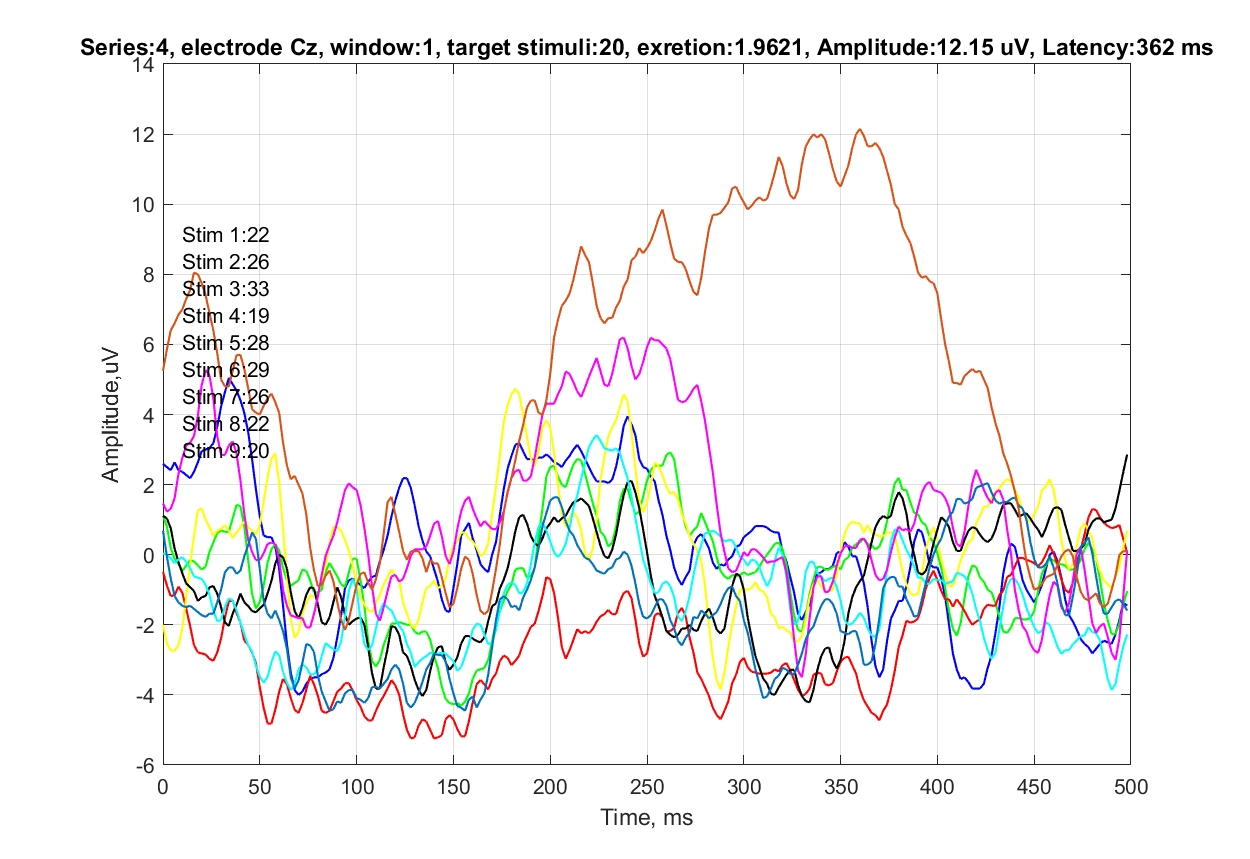 Series:4, electrode Cz, window:1, target stimuli:20, exretion:1.9621, Amplitude:12.15 uV, Latency:362 ms
14
12
10
8
6
4
2
0
-2
-4
-6
Amplitude,uV
Stim 1:22
Stim 2:26
Stim 3:33
Stim 4:19
Stim 5:28
Stim 6:29
Stim 7:26
Stim 8:22
Stim 9:20
0 50 100 150 200 250 300 350 400 450 500
Time, ms